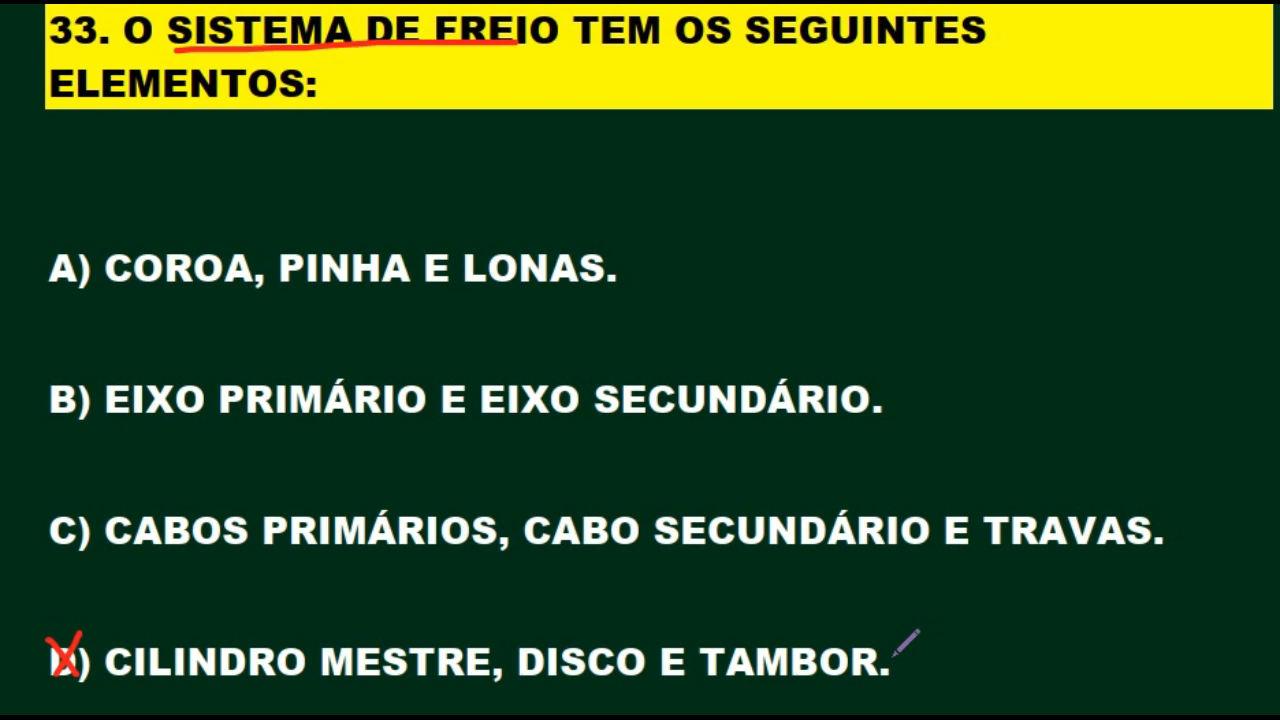 33. O SISTEMA DE FREIO TEM OS SEGUINTES
ELEMENTOS:
A) COROA, PINHA E LONAS.
B) EIXO PRIMÁRIO E EIXO SECUNDÁRIO.
C) CABOS PRIMÁRIOS, CABO SECUNDÁRIO E TRAVAS.
D) CILINDRO MESTRE, DISCO E TAMBOR.